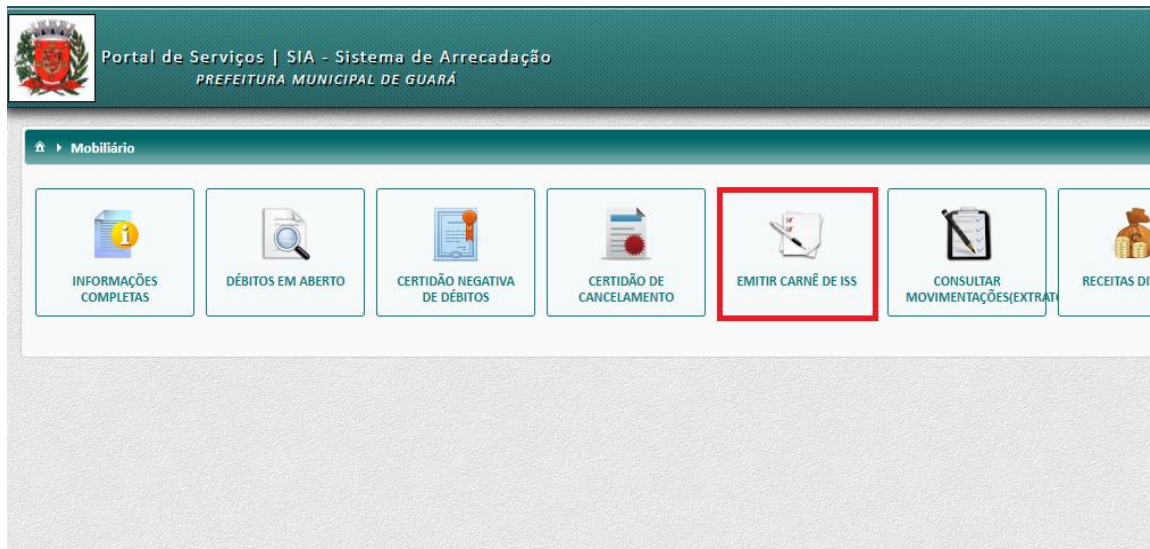 Portal de Serviços | SIA - Sistema de Arrecadação
PREFEITURA MUNICIPAL DE GUARÁ
Mobiliário
INFORMAÇÕES
COMPLETAS
DÉBITOS EM ABERTO
CERTIDÃO NEGATIVA
DE DÉBITOS
CERTIDÃO DE
CANCELAMENTO
EMITIR CARNÊ DE ISS
CONSULTAR
MOVIMENTAÇÕES(EXTRATO
RECEITAS DI